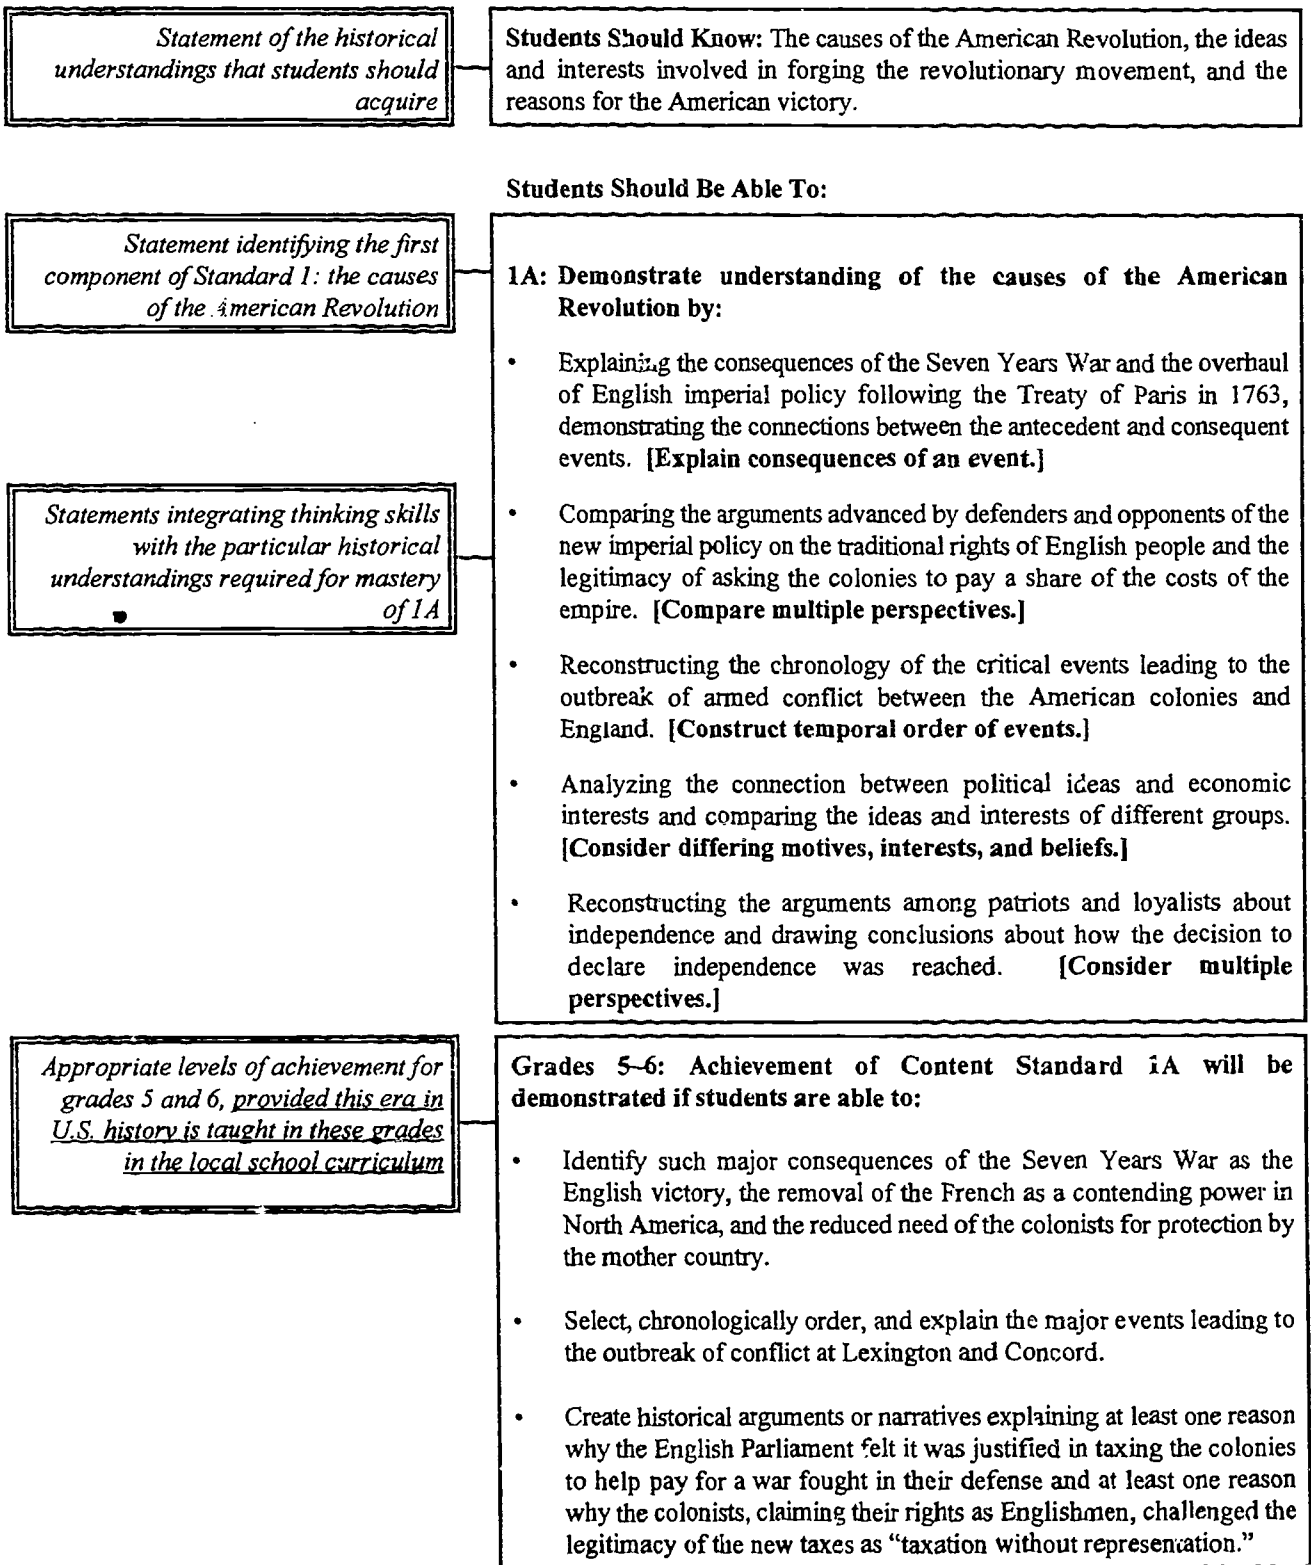 Statement of the historical
understandings that students should
acquire
Students Should Know: The causes of the American Revolution, the ideas
and interests involved in forging the revolutionary movement, and the
reasons for the American victory.
Students Should Be Able To:
Statement identifying the first
component of Standard 1: the causes
of the American Revolution
1A: Demonstrate understanding of the causes of the American
Revolution by:
• Explaining the consequences of the Seven Years War and the overhaul
of English imperial policy following the Treaty of Paris in 1763,
demonstrating the connections between the antecedent and consequent
events. [Explain consequences of an event.]
Statements integrating thinking skills
with the particular historical
understandings required for mastery
of 1A
• Comparing the arguments advanced by defenders and opponents of the
new imperial policy on the traditional rights of English people and the
legitimacy of asking the colonies to pay a share of the costs of the
empire. [Compare multiple perspectives.]
• Reconstructing the chronology of the critical events leading to the
outbreak of armed conflict between the American colonies and
England. [Construct temporal order of events.]
• Analyzing the connection between political ideas and economic
interests and comparing the ideas and interests of different groups.
[Consider differing motives, interests, and beliefs.]
• Reconstructing the arguments among patriots and loyalists about
independence and drawing conclusions about how the decision to
declare independence was reached. [Consider multiple
perspectives.]
Appropriate levels of achievement for
grades 5 and 6, provided this era in
U.S. history is taught in these grades
in the local school curriculum
Grades 5–6: Achievement of Content Standard 1A will be
demonstrated if students are able to:
• Identify such major consequences of the Seven Years War as the
English victory, the removal of the French as a contending power in
North America, and the reduced need of the colonists for protection by
the mother country.
• Select, chronologically order, and explain the major events leading to
the outbreak of conflict at Lexington and Concord.
• Create historical arguments or narratives explaining at least one reason
why the English Parliament felt it was justified in taxing the colonies
to help pay for a war fought in their defense and at least one reason
why the colonists, claiming their rights as Englishmen, challenged the
legitimacy of the new taxes as “taxation without representation.”